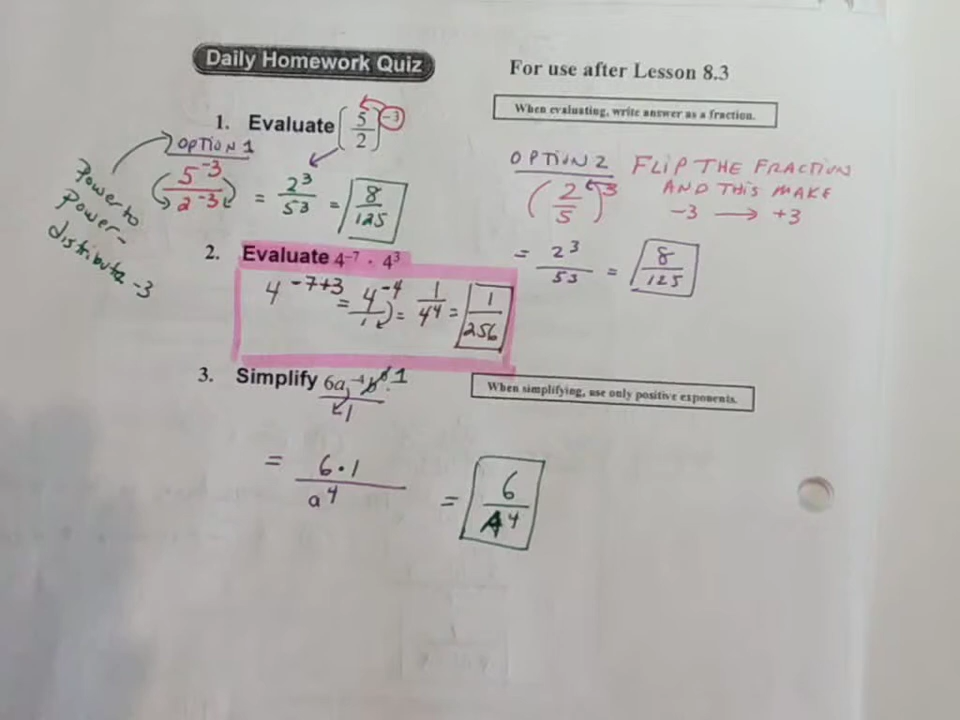 Daily Homework Quiz
For use after Lesson 8.3
When evaluating, write answer as a fraction.
1. Evaluate (5/2)^-3
OPTION 1
Power to
Power-
distribute -3
(5^-3/2^-3) = 2^3/5^3 = 8/125
OPTION 2 FLIP THE FRACTION
AND THIS MAKE
-3 → +3
(2/5)^3
= 2^3/5^3 = 8/125
2. Evaluate 4^-7 · 4^3
4^-7+3 = 4^-4/1 = 1/4^4 = 1/256
3. Simplify 6a^-4b^0 · 1
1
When simplifying, use only positive exponents.
= 6·1/a^4 = 6/A^4